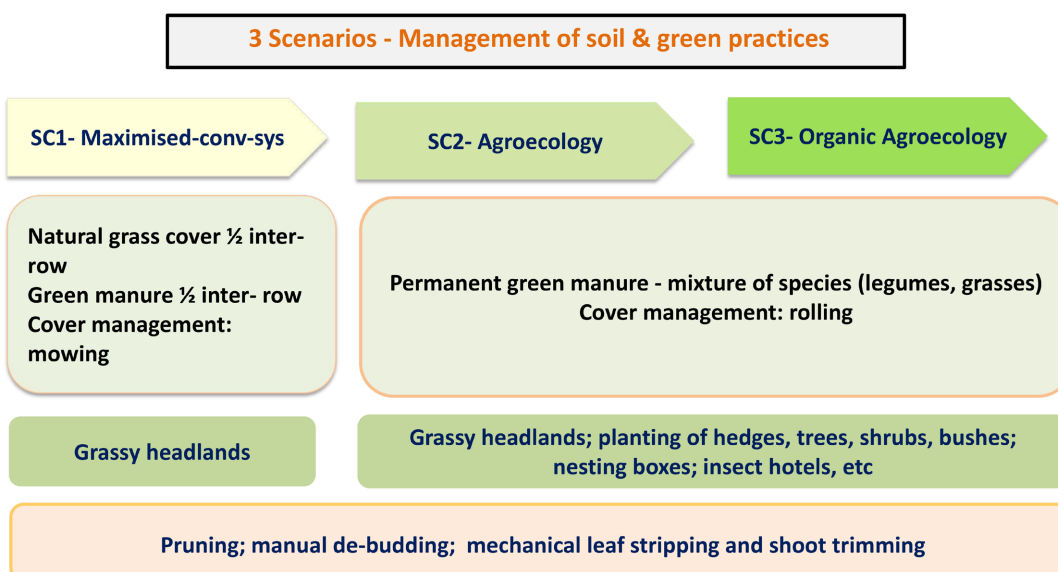 3 Scenarios - Management of soil & green practices
SC1- Maximised-conv-sys
SC2- Agroecology
SC3- Organic Agroecology
Natural grass cover ½ inter-
row
Green manure ½ inter- row
Cover management:
mowing
Permanent green manure - mixture of species (legumes, grasses)
Cover management: rolling
Grassy headlands
Grassy headlands; planting of hedges, trees, shrubs, bushes;
nesting boxes; insect hotels, etc
Pruning; manual de-budding;  mechanical leaf stripping and shoot trimming